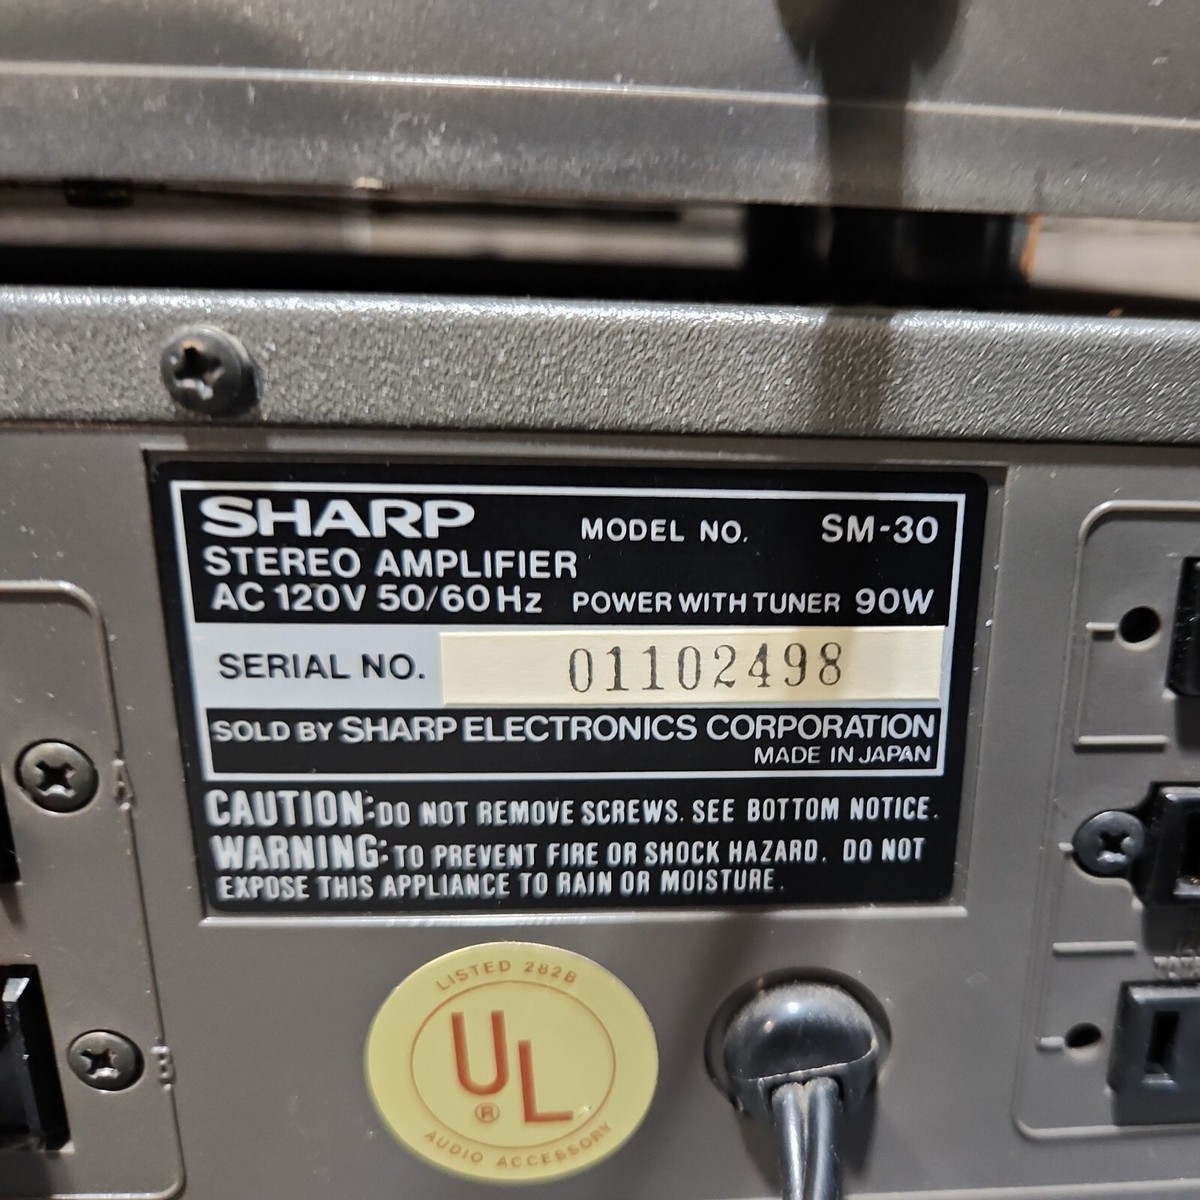 SHARP MODEL NO. SM-30
STEREO AMPLIFIER
AC 120V 50/60Hz POWER WITH TUNER 90W
SERIAL NO. 01102498
SOLD BY SHARP ELECTRONICS CORPORATION
MADE IN JAPAN
CAUTION: DO NOT REMOVE SCREWS. SEE BOTTOM NOTICE.
WARNING: TO PREVENT FIRE OR SHOCK HAZARD. DO NOT
EXPOSE THIS APPLIANCE TO RAIN OR MOISTURE.
A
B
LISTED 282B
UL
®
AUDIO ACCESSORY